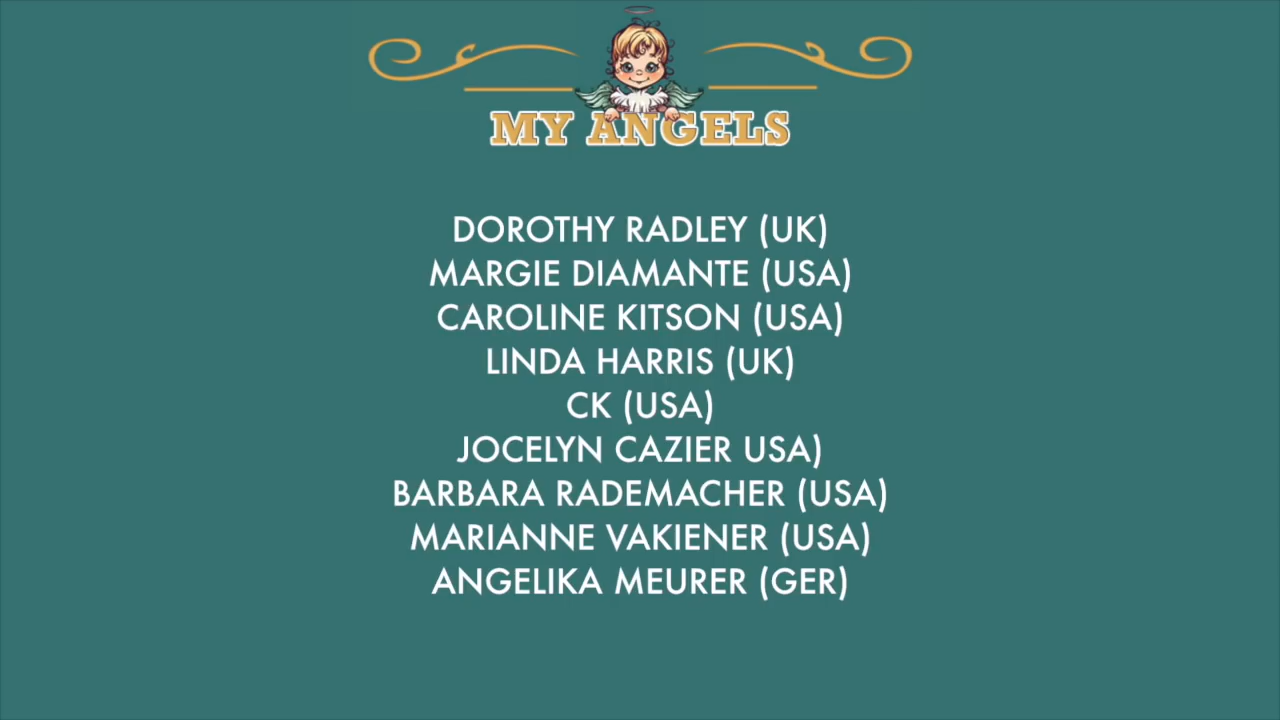 MY ANGELS
DOROTHY RADLEY (UK)
MARGIE DIAMANTE (USA)
CAROLINE KITSON (USA)
LINDA HARRIS (UK)
CK (USA)
JOCELYN CAZIER USA)
BARBARA RADEMACHER (USA)
MARIANNE VAKIENER (USA)
ANGELIKA MEURER (GER)